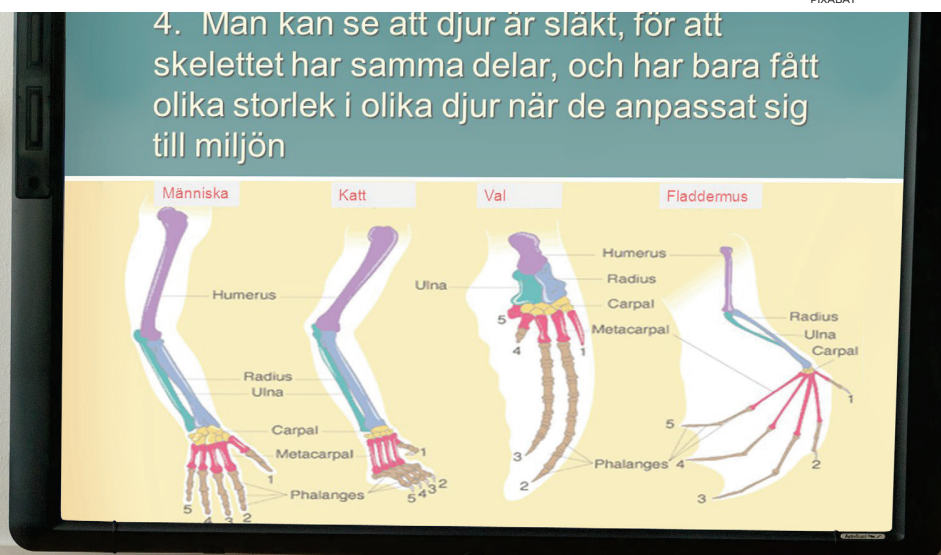 PIXABAY
4. Man kan se att djur är släkt, för att
skelettet har samma delar, och har bara fått
olika storlek i olika djur när de anpassat sig
till miljön
Människa
Katt
Val
Fladdermus
Humerus
Radius
Ulna
Carpal
Metacarpal
Phalanges
5
4
3
2
1
1
5
4
3
2
Ulna
5
4
1
3
2
Humerus
Radius
Carpal
Metacarpal
Phalanges
Radius
Ulna
Carpal
1
2
3
4
5